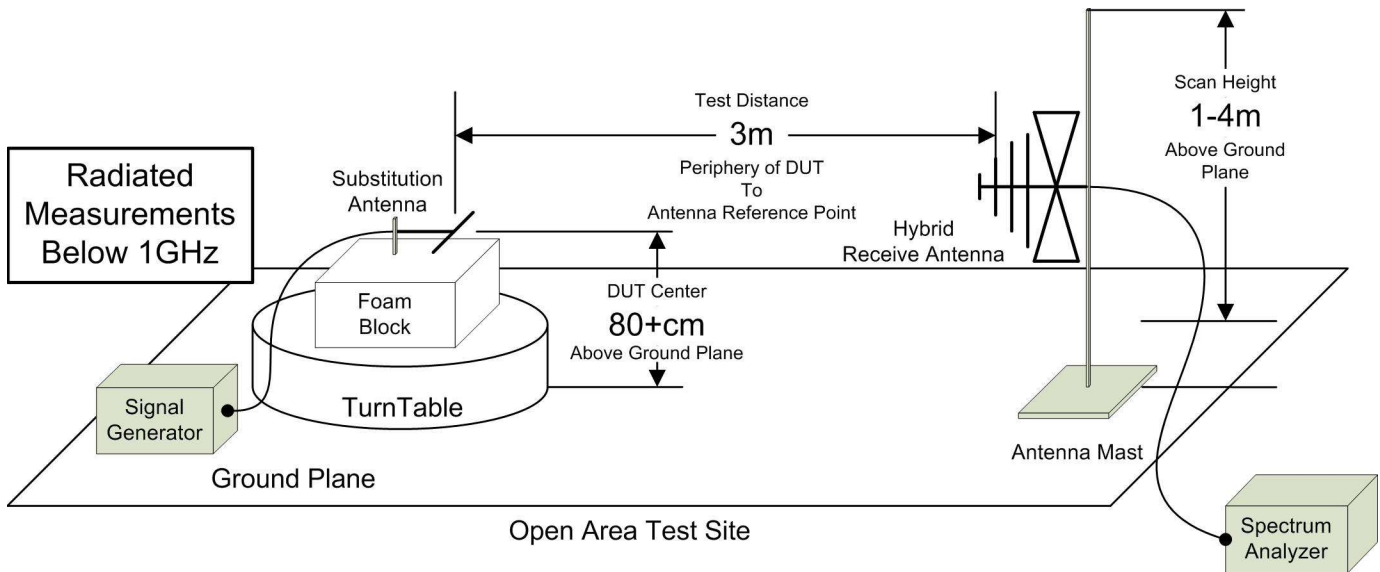 Radiated
Measurements
Below 1GHz
Substitution
Antenna
Test Distance
3m
Periphery of DUT
To
Antenna Reference Point
Scan Height
1-4m
Above Ground
Plane
Hybrid
Receive Antenna
DUT Center
80+cm
Above Ground Plane
Foam
Block
TurnTable
Signal
Generator
Ground Plane
Antenna Mast
Open Area Test Site
Spectrum
Analyzer